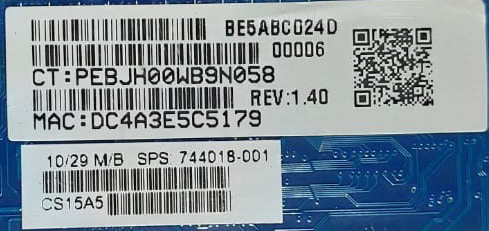 BE5ABC024D
00006
CT:PEBJH00WB9N058
REV:1.40
MAC:DC4A3E5C5179
10/29 M/B SPS: 744018-001
CS15A5